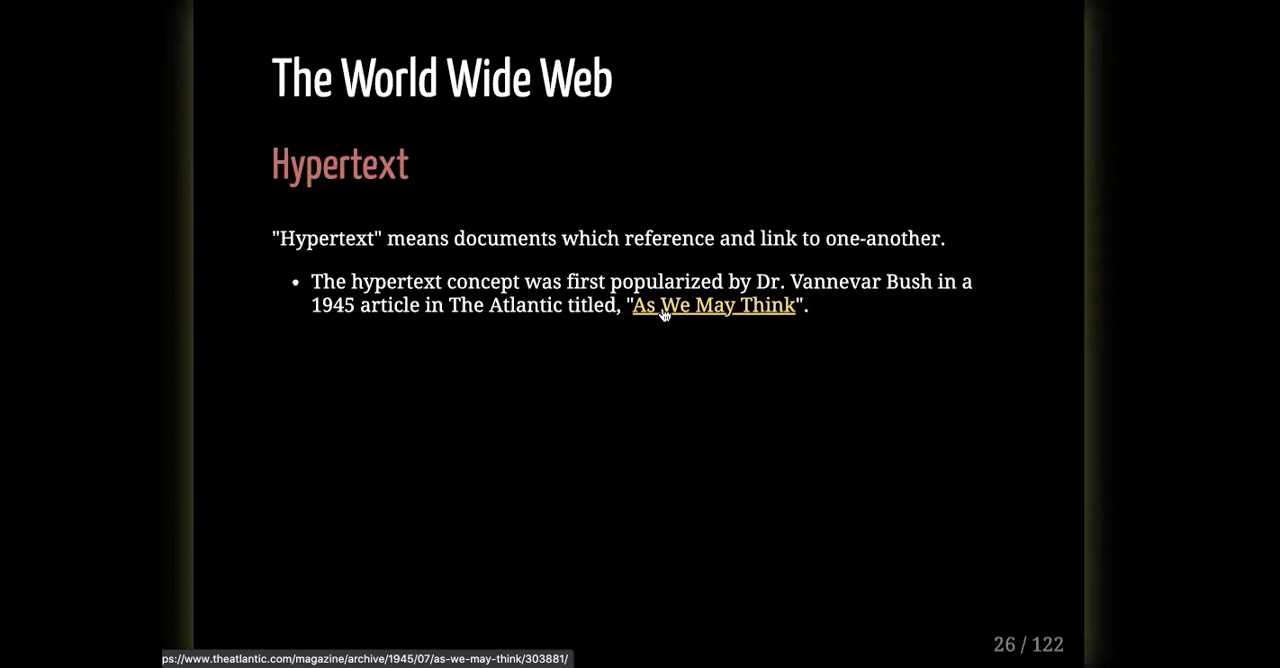 The World Wide Web
Hypertext
"Hypertext" means documents which reference and link to one-another.
• The hypertext concept was first popularized by Dr. Vannevar Bush in a
1945 article in The Atlantic titled, "As We May Think".
26 / 122
ps://www.theatlantic.com/magazine/archive/1945/07/as-we-may-think/303881/